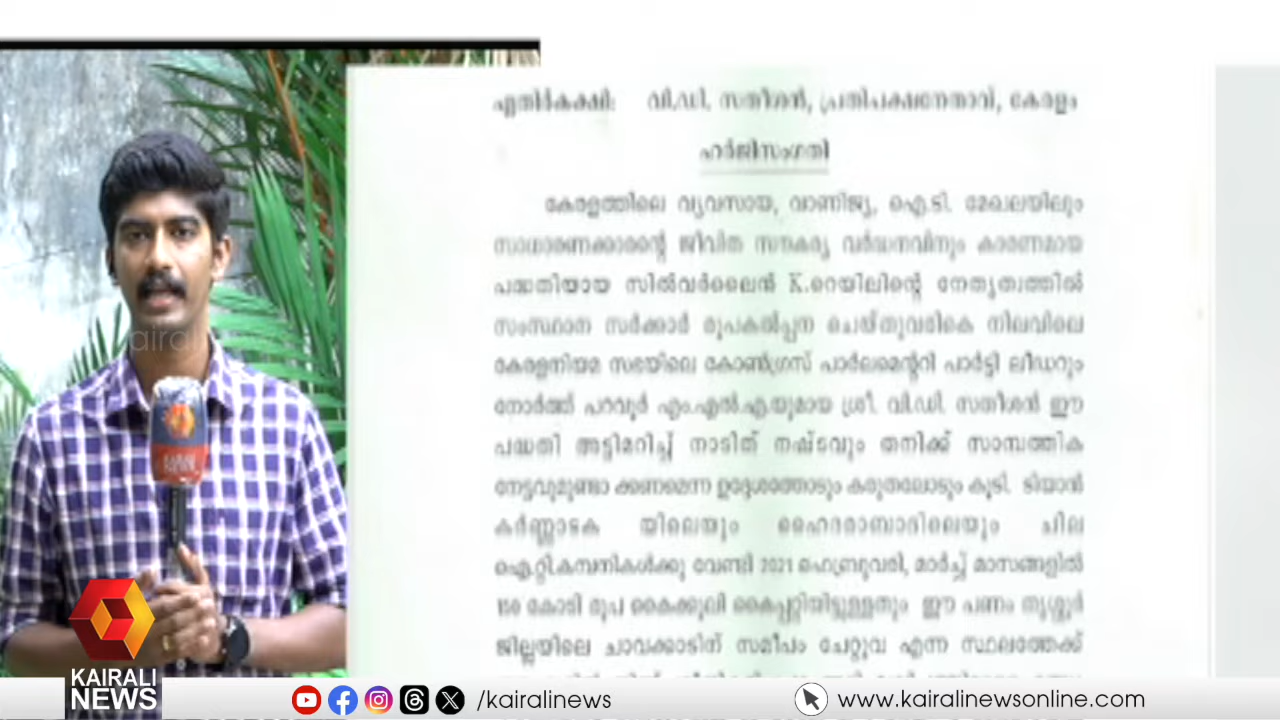 എതിർകക്ഷി: വി.ഡി. സതീശൻ, പ്രതിപക്ഷനേതാവ്, കേരളം
ഹർജിസംഗതി
കേരളത്തിലെ വ്യവസായ, വാണിജ്യ, ഐ.ടി. മേഖലയിലും
സാധാരണക്കാരന്റെ ജീവിത സൗകര്യ വർദ്ധനവിനും കാരണമായ
പദ്ധതിയായ സിൽവർലൈൻ K.റെയിലിന്റെ നേതൃത്വത്തിൽ
സംസ്ഥാന സർക്കാർ രൂപകൽപ്പന ചെയ്തുവരികെ നിലവിലെ
കേരളനിയമ സഭയിലെ കോൺഗ്രസ് പാർലമെന്ററി പാർട്ടി ലീഡറും
നോർത്ത് പറവൂർ എം.എൽ.എ.യുമായ ശ്രീ. വി.ഡി. സതീശൻ ഈ
പദ്ധതി അട്ടിമറിച്ച് നാടിന് നഷ്ടവും തനിക്ക് സാമ്പത്തിക
നേട്ടവുമുണ്ടാ ക്കണമെന്ന ഉദ്ദേശത്തോടും കരുതലോടും കൂടി. ടിയാൻ
കർണ്ണാടക യിലെയും ഹൈദരാബാദിലെയും ചില
ഐ.റ്റി.കമ്പനികൾക്കു വേണ്ടി 2021 ഫെബ്രുവരി, മാർച്ച് മാസങ്ങളിൽ
150 കോടി രൂപ കൈക്കൂലി കൈപ്പറ്റിയിട്ടുള്ളതും ഈ പണം തൃശ്ശൂർ
ജില്ലയിലെ ചാവക്കാടിന് സമീപം ചേറ്റുവ എന്ന സ്ഥലത്തേക്ക്
kairali
KAIRALI
NEWS
/kairalinews
www.kairalinewsonline.com